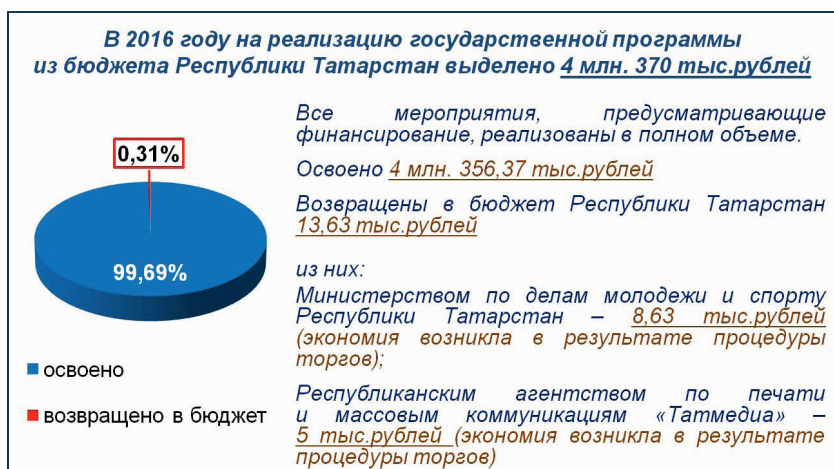 В 2016 году на реализацию государственной программы
из бюджета Республики Татарстан выделено 4 млн. 370 тыс.рублей
0,31%
99,69%
освоено
возвращено в бюджет
Все мероприятия, предусматривающие
финансирование, реализованы в полном объеме.
Освоено 4 млн. 356,37 тыс.рублей
Возвращены в бюджет Республики Татарстан
13,63 тыс.рублей
из них:
Министерством по делам молодежи и спорту
Республики Татарстан – 8,63 тыс.рублей
(экономия возникла в результате процедуры
торгов);
Республиканским агентством по печати
и массовым коммуникациям «Татмедиа» –
5 тыс.рублей (экономия возникла в результате
процедуры торгов)